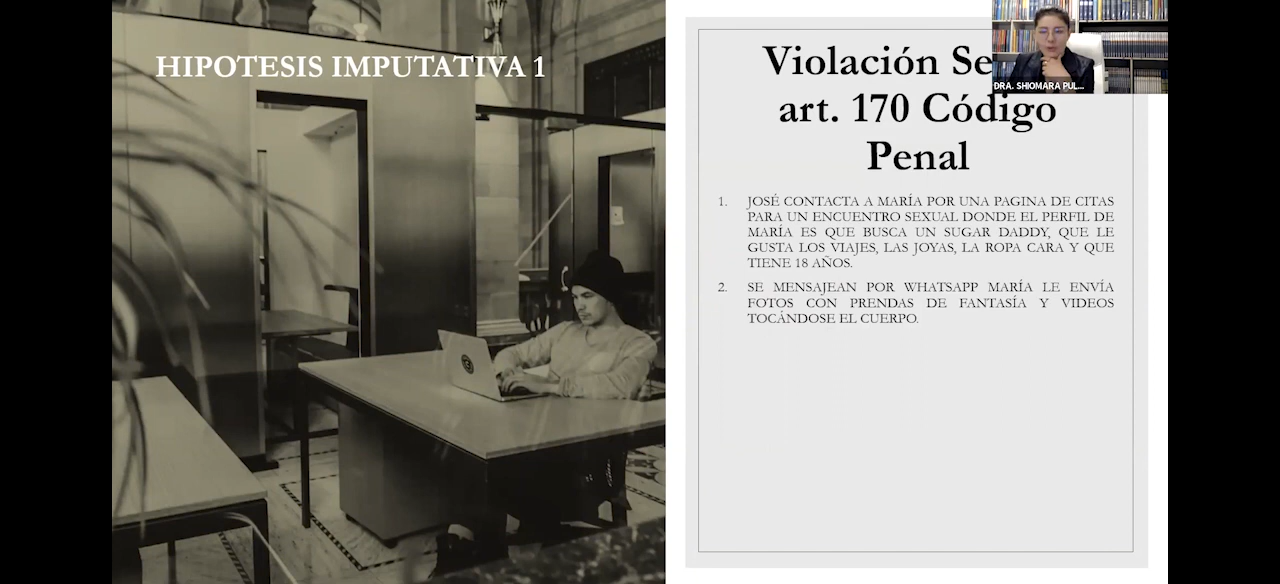 HIPOTESIS IMPUTATIVA 1
Violación Se
art. 170 Código
Penal
DRA. SHIOMARA PUL...
1. JOSÉ CONTACTA A MARÍA POR UNA PAGINA DE CITAS
PARA UN ENCUENTRO SEXUAL DONDE EL PERFIL DE
MARÍA ES QUE BUSCA UN SUGAR DADDY, QUE LE
GUSTA LOS VIAJES, LAS JOYAS, LA ROPA CARA Y QUE
TIENE 18 AÑOS.
2. SE MENSAJEAN POR WHATSAPP MARÍA LE ENVÍA
FOTOS CON PRENDAS DE FANTASÍA Y VIDEOS
TOCÁNDOSE EL CUERPO.